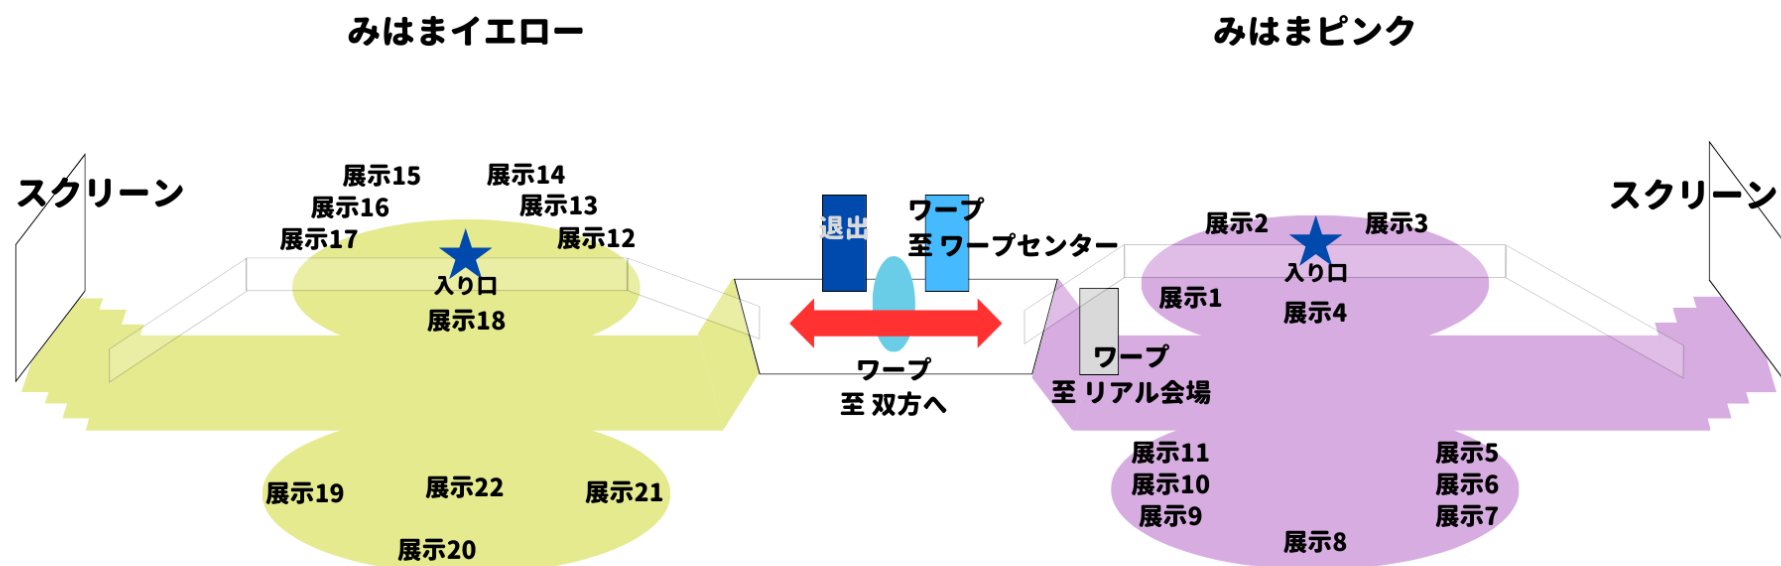 みはまイエロー
みはまピンク
スクリーン
展示15
展示14
展示16
展示13
展示17
展示12
入り口
展示18
展示19
展示22
展示21
展示20
退出
ワープ
至 ワープセンター
ワープ
至 双方へ
展示2
展示3
入り口
展示1
展示4
ワープ
至 リアル会場
展示11
展示5
展示10
展示6
展示9
展示7
展示8
スクリーン